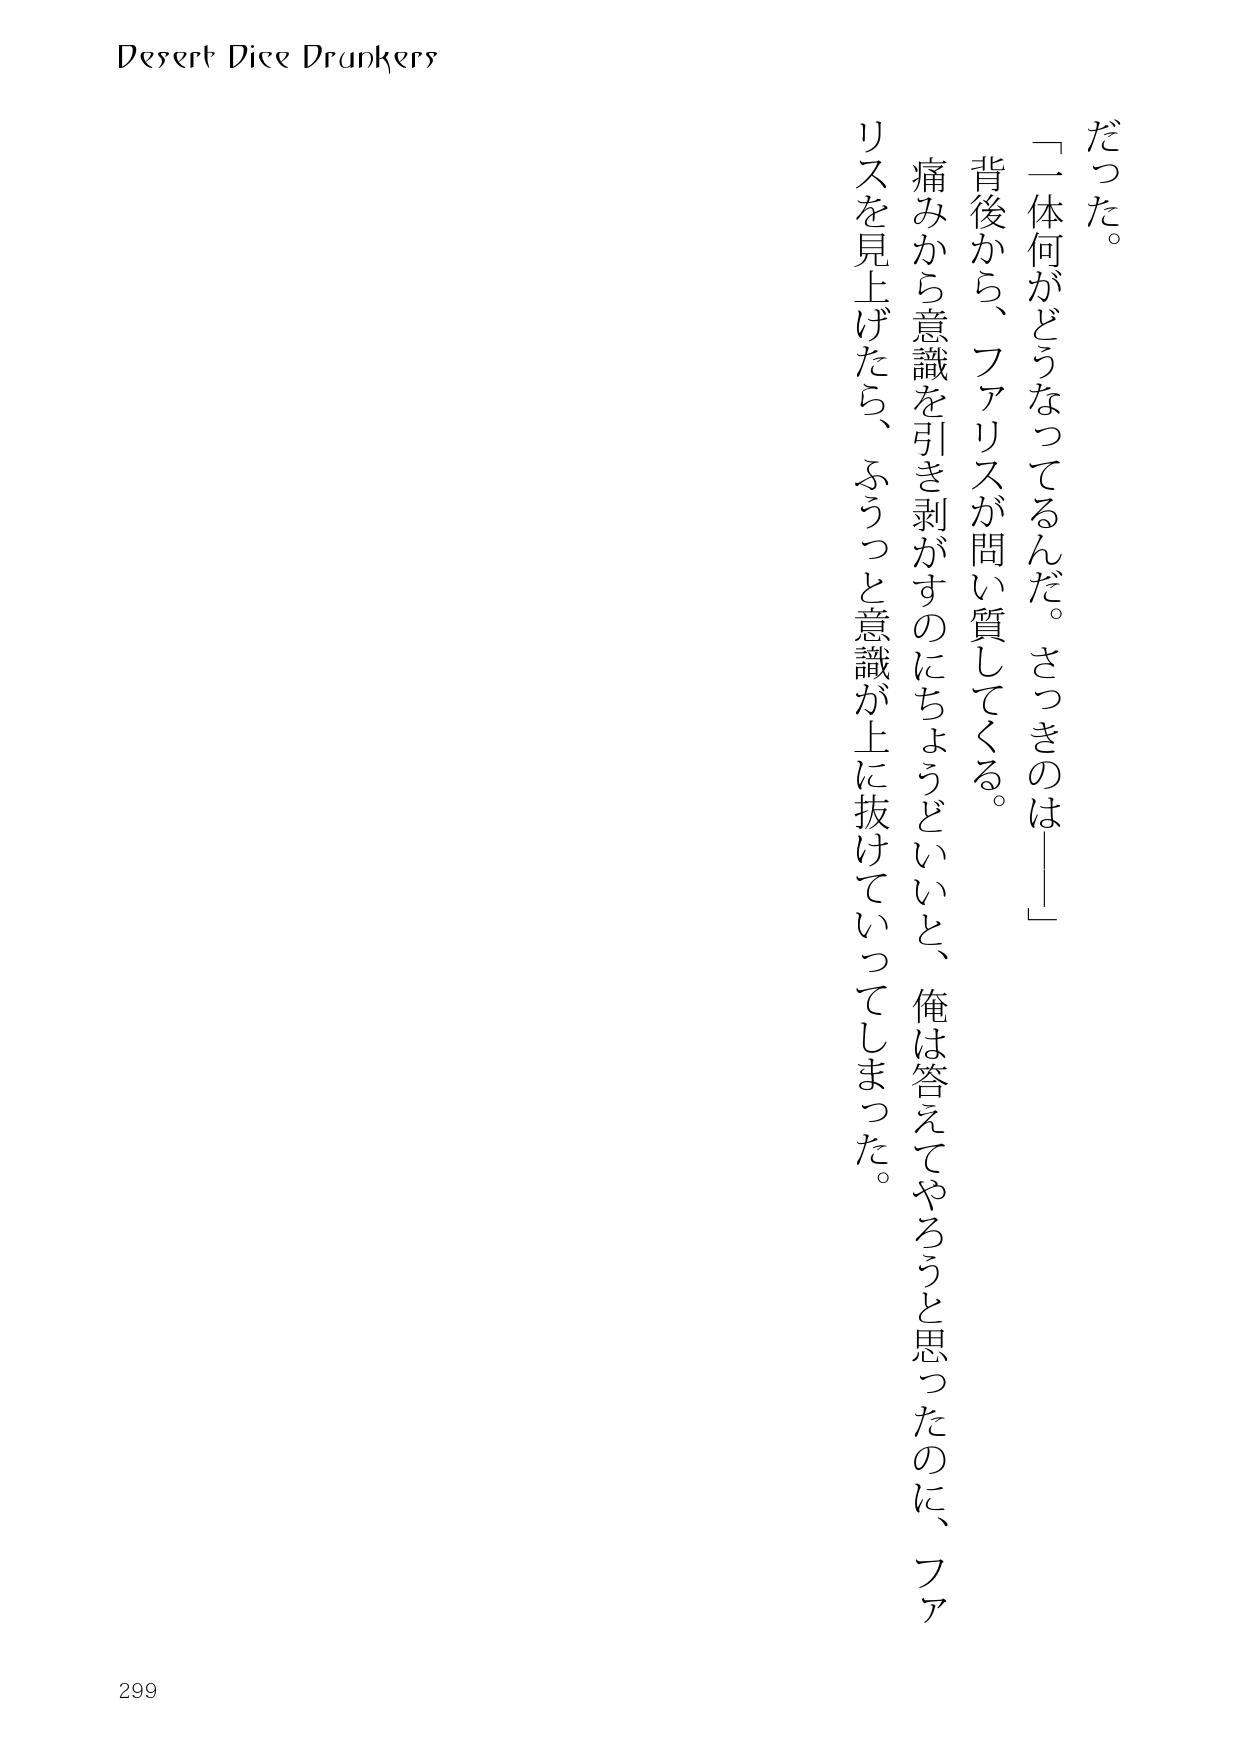 Desert Dice Drunkers
だった。
「一体何がどうなってるんだ。さっきのは――」
背後から、ファリスが問い質してくる。
痛みから意識を引き剥がすのにちょうどいいと、俺は答えてやろうと思ったのに、ファ
リスを見上げたら、ふうっと意識が上に抜けていってしまった。
299